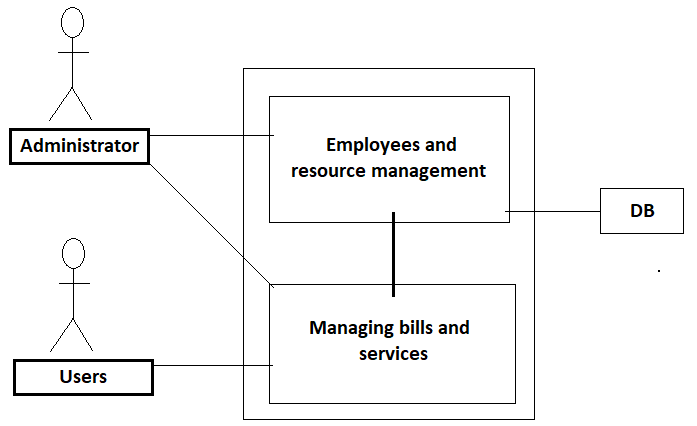 Administrator
Employees and
resource management
DB
Managing bills and
services
Users